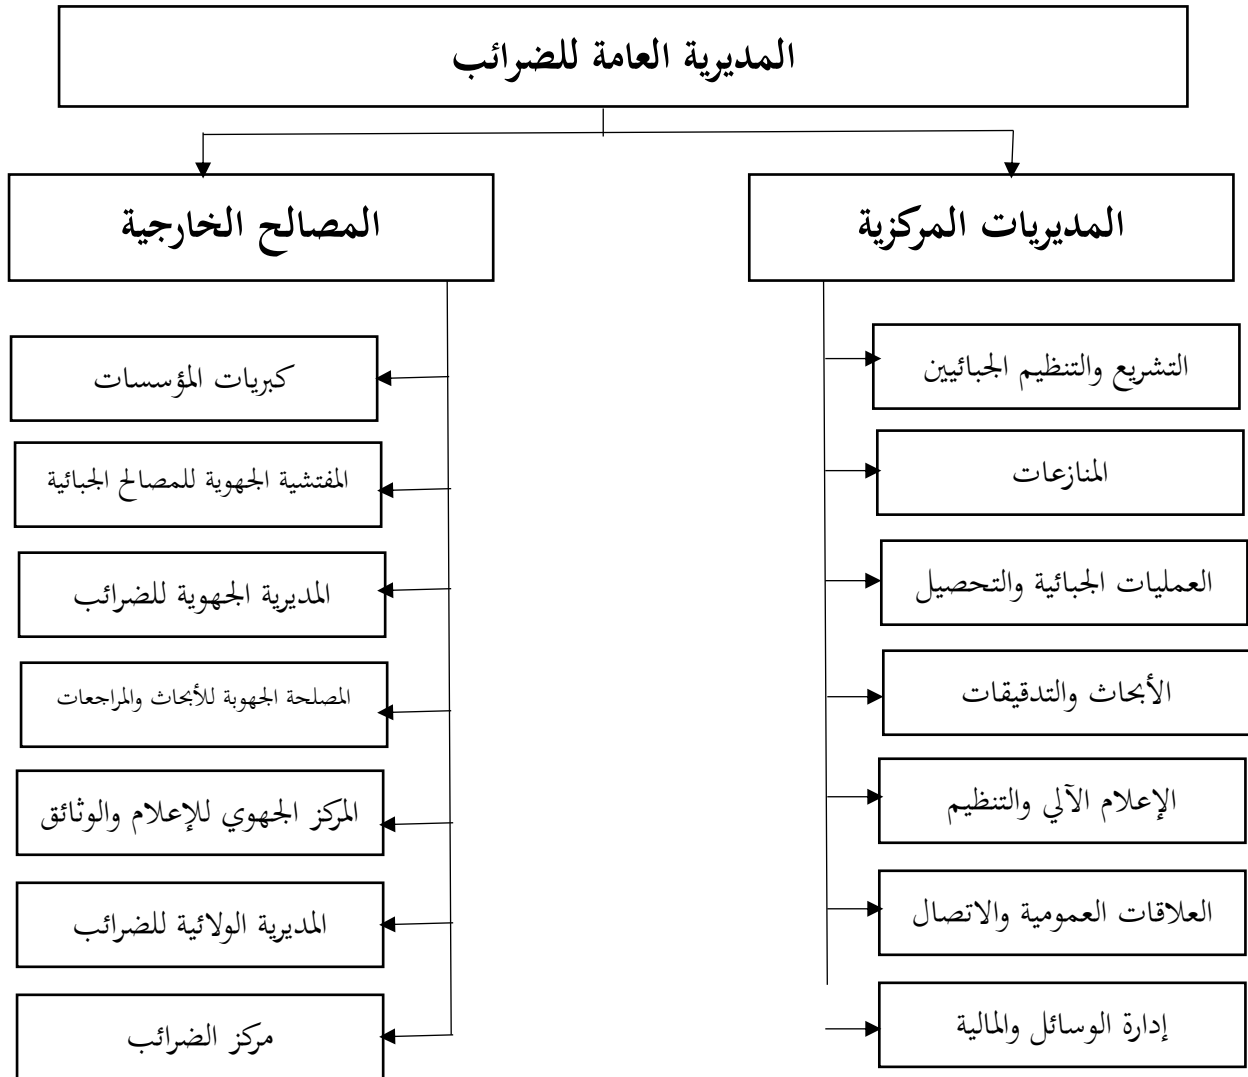 المديرية العامة للضرائب
المديريات المركزية
التشريع والتنظيم الجبائيين
المنازعات
العمليات الجبائية والتحصيل
الأبحاث والتدقيقات
الإعلام الآلي والتنظيم
العلاقات العمومية والاتصال
إدارة الوسائل والمالية
المصالح الخارجية
كبريات المؤسسات
المفتشية الجهوية للمصالح الجبائية
المديرية الجهوية للضرائب
المصلحة الجهوبة للأبحاث والمراجعات
المركز الجهوي للإعلام والوثائق
المديرية الولائية للضرائب
مركز الضرائب